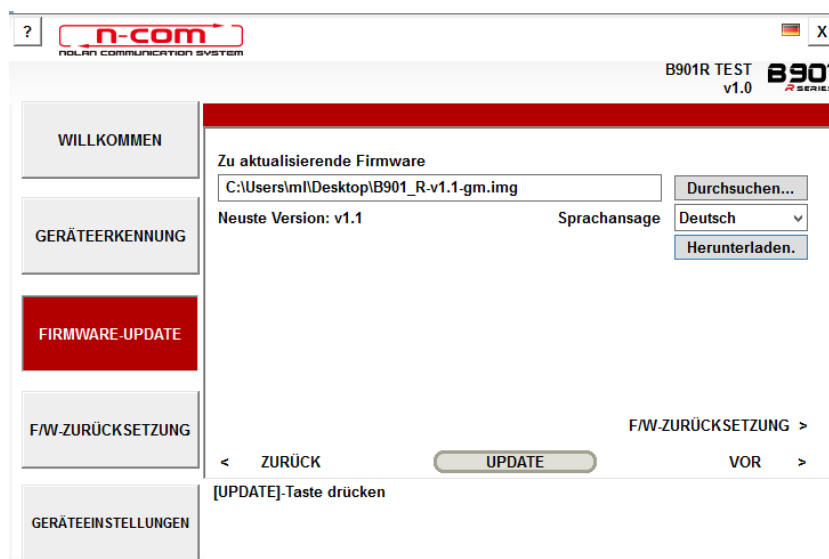 ?
n-com
NOLAN COMMUNICATION SYSTEM
X
B901R TEST
v1.0
B901
R SERIES
WILLKOMMEN
GERÄTEERKENNUNG
FIRMWARE-UPDATE
F/W-ZURÜCKSETZUNG
GERÄTEEINSTELLUNGEN
Zu aktualisierende Firmware
C:\Users\ml\Desktop\B901_R-v1.1-gm.img
Durchsuchen...
Neuste Version: v1.1
Sprachansage
Deutsch
Herunterladen.
F/W-ZURÜCKSETZUNG >
< ZURÜCK
UPDATE
VOR >
[UPDATE]-Taste drücken